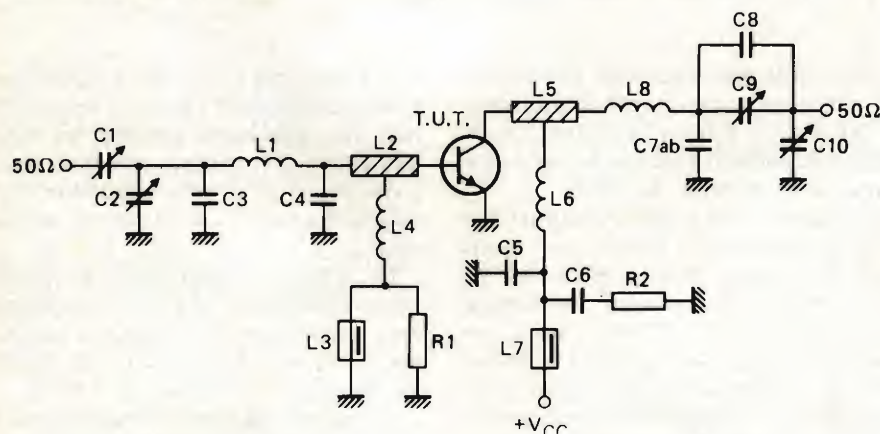 C8
C9
L5
L8
T.U.T.
50Ω
C1
L1
L2
50Ω
C7ab
C10
C2
C3
C4
L4
L6
C5
C6
R2
L3
R1
L7
+VCC